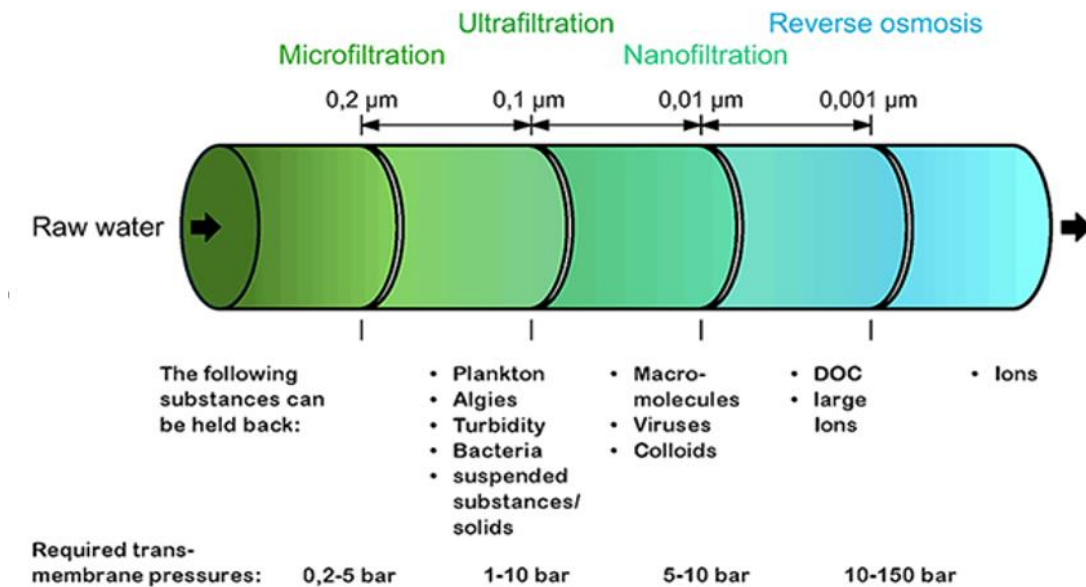 Ultrafiltration
Reverse osmosis
Microfiltration
Nanofiltration
0,2 µm
0,1 µm
0,01 µm
0,001 µm
Raw water
The following
substances can
be held back:
• Plankton
• Algies
• Turbidity
• Bacteria
• suspended
substances/
solids
• Macro-
molecules
• Viruses
• Colloids
• DOC
• large
Ions
• Ions
Required trans-
membrane pressures:
0,2-5 bar
1-10 bar
5-10 bar
10-150 bar